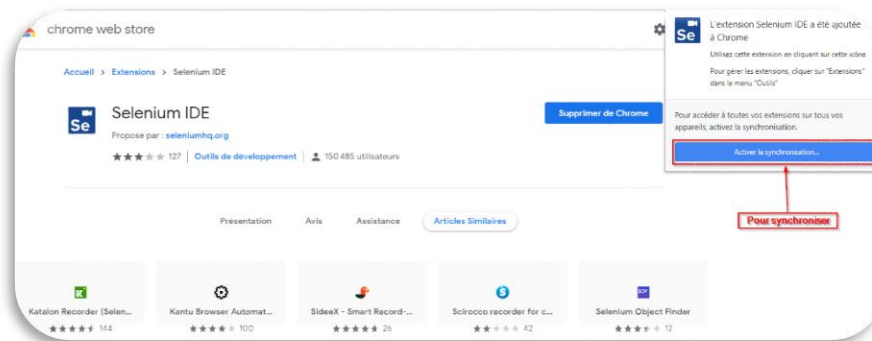 chrome web store
Accueil > Extensions > Selenium IDE
Se
Selenium IDE
Proposé par : seleniumhq.org
127 | Outils de développement | 150 485 utilisateurs
Supprimer de Chrome
Se
L'extension Selenium IDE a été ajoutée
à Chrome
Utilisez cette extension en cliquant sur cette icône
Pour gérer les extensions, cliquer sur "Extensions"
dans le menu "Outils"
Pour accéder à toutes vos extensions sur tous vos
appareils, activez la synchronisation.
Activer la synchronisation...
Pour synchroniser
Présentation
Avis
Assistance
Articles Similaires
Katalon Recorder (Selen...
144
Kantu Browser Automat...
100
SideeX - Smart Record-...
26
Scirocco recorder for c...
42
Selenium Object Finder
12